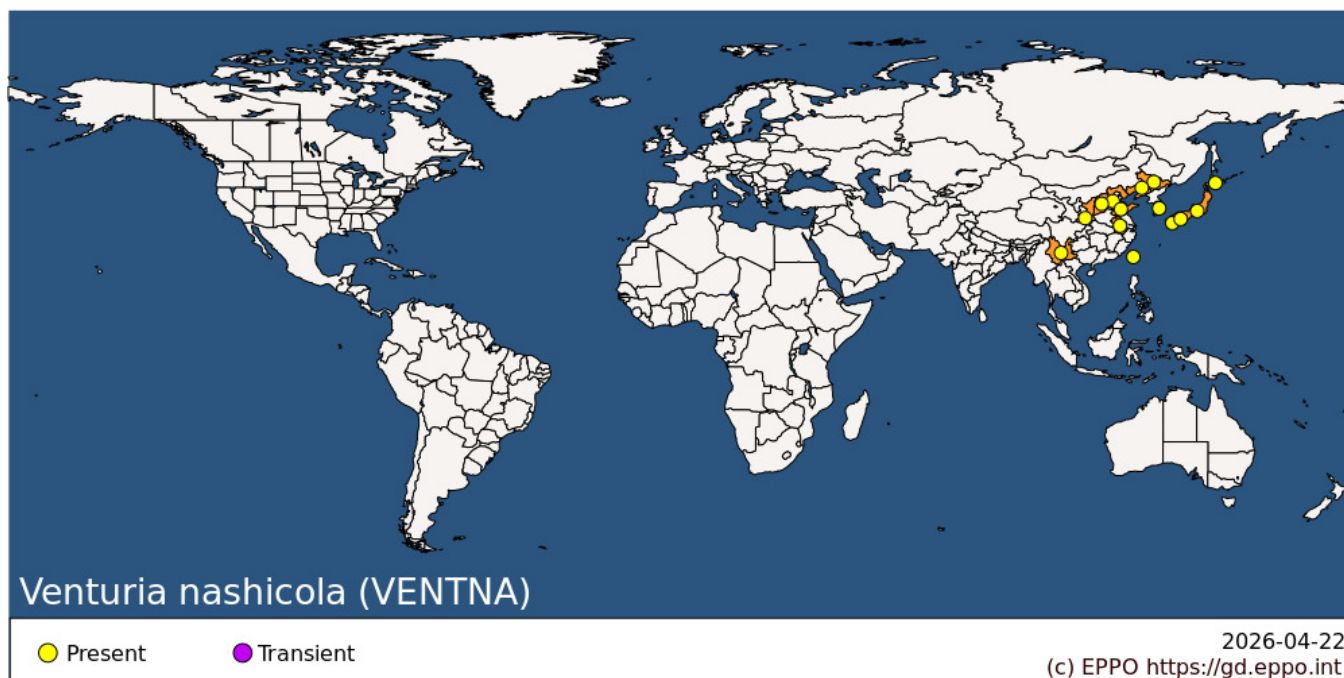 Venturia nashicola (VENTNA)
Present
Transient
2026-04-22
(c) EPPO https://gd.eppo.int